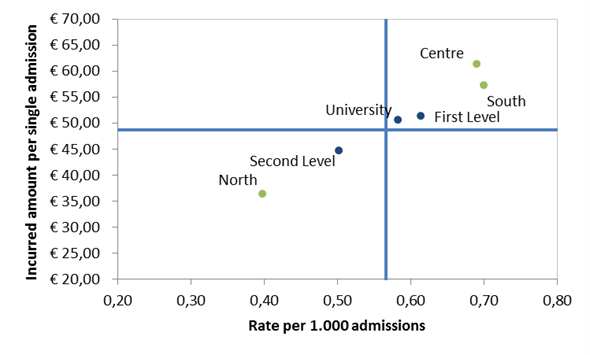 Incurred amount per single admission
€ 70,00
€ 65,00
€ 60,00
€ 55,00
€ 50,00
€ 45,00
€ 40,00
€ 35,00
€ 30,00
€ 25,00
€ 20,00
Centre
South
University
First Level
Second Level
North
0,20 0,30 0,40 0,50 0,60 0,70 0,80
Rate per 1.000 admissions